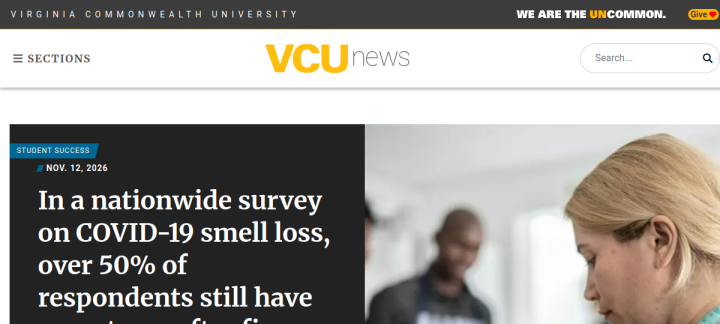 VIRGINIA COMMONWEALTH UNIVERSITY
WE ARE THE UNCOMMON.
Give
SECTIONS
VCUnews
Search...
STUDENT SUCCESS
NOV. 12, 2026
In a nationwide survey
on COVID-19 smell loss,
over 50% of
respondents still have